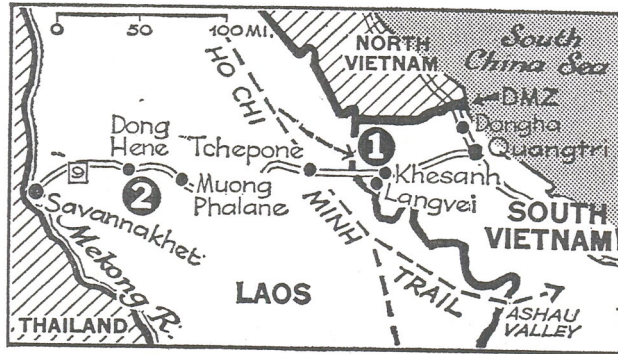 0 50 100 MI.
HO CHI
NORTH
VIETNAM
South
China Sea
DMZ
Dongha
Quangtri
Dong
Hene
Tchepone
1
Khesanh
Langvei
9
2
Muong
Phalane
Savannakhet
MINH
TRAIL
SOUTH
VIETNAM
Mekong R.
LAOS
ASHAU
VALLEY
THAILAND